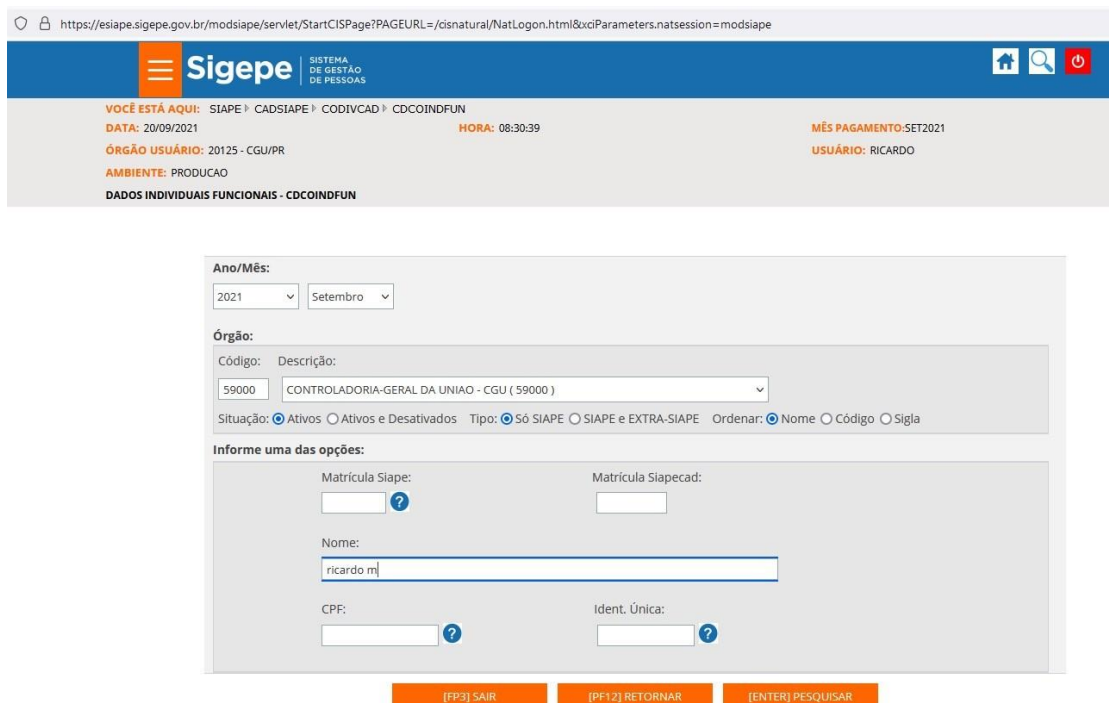 https://esiape.sigepe.gov.br/modsiape/servlet/StartCISPage?PAGEURL=/cisnatural/NatLogon.html&xciParameters.natsession=modsiape
Sigepe SISTEMA DE GESTÃO DE PESSOAS
VOCÊ ESTÁ AQUI: SIAPE CADSIAPE CODIVCAD CDCOINDFUN
DATA: 20/09/2021 HORA: 08:30:39 MÊS PAGAMENTO:SET2021
ÓRGÃO USUÁRIO: 20125 - CGU/PR USUÁRIO: RICARDO
AMBIENTE: PRODUCAO
DADOS INDIVIDUAIS FUNCIONAIS - CDCOINDFUN
Ano/Mês:
2021 Setembro
Órgão:
Código: Descrição:
59000 CONTROLADORIA-GERAL DA UNIAO - CGU ( 59000 )
Situação: Ativos Ativos e Desativados Tipo: Só SIAPE SIAPE e EXTRA-SIAPE Ordenar: Nome Código Sigla
Informe uma das opções:
Matrícula Siape: Matrícula Siapecad:
?
Nome:
ricardo m
CPF: Ident. Única:
? ?
[FP3] SAIR [PF12] RETORNAR [ENTER] PESQUISAR